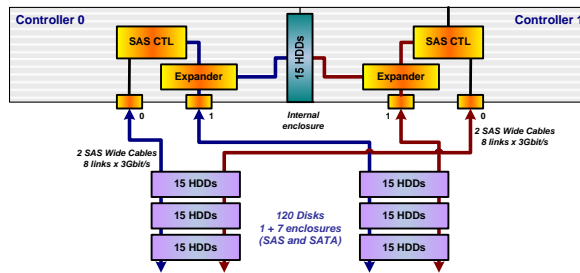 Controller 0
Controller 1
SAS CTL
SAS CTL
15 HDDs
Expander
Expander
0
1
Internal
enclosure
1
0
2 SAS Wide Cables
8 links x 3Gbit/s
2 SAS Wide Cables
8 links x 3Gbit/s
15 HDDs
15 HDDs
15 HDDs
120 Disks
1 + 7 enclosures
(SAS and SATA)
15 HDDs
15 HDDs
15 HDDs